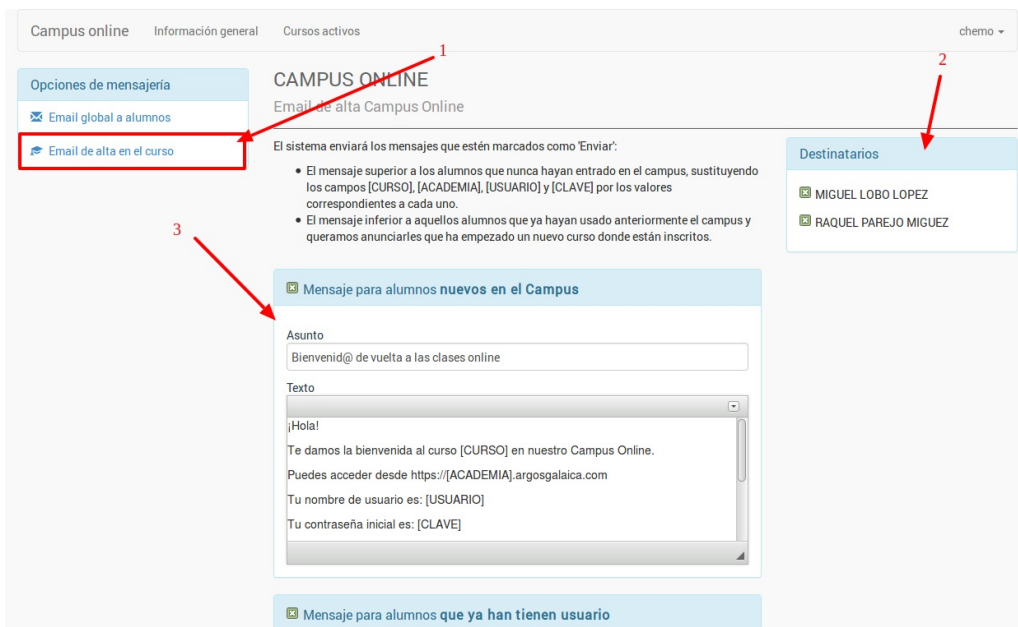 Campus online Información general Cursos activos chemo
1
2
Opciones de mensajería
Email global a alumnos
Email de alta en el curso
CAMPUS ONLINE
Email de alta Campus Online
El sistema enviará los mensajes que estén marcados como 'Enviar':
El mensaje superior a los alumnos que nunca hayan entrado en el campus, sustituyendo
los campos [CURSO], [ACADEMIA], [USUARIO] y [CLAVE] por los valores
correspondientes a cada uno.
El mensaje inferior a aquellos alumnos que ya hayan usado anteriormente el campus y
queramos anunciarles que ha empezado un nuevo curso donde están inscritos.
Destinatarios
MIGUEL LOBO LOPEZ
RAQUEL PAREJO MIGUEZ
3
Mensaje para alumnos nuevos en el Campus
Asunto
Bienvenid@ de vuelta a las clases online
Texto
¡Hola!
Te damos la bienvenida al curso [CURSO] en nuestro Campus Online.
Puedes acceder desde https://[ACADEMIA].argosgalaica.com
Tu nombre de usuario es: [USUARIO]
Tu contraseña inicial es: [CLAVE]
Mensaje para alumnos que ya han tienen usuario